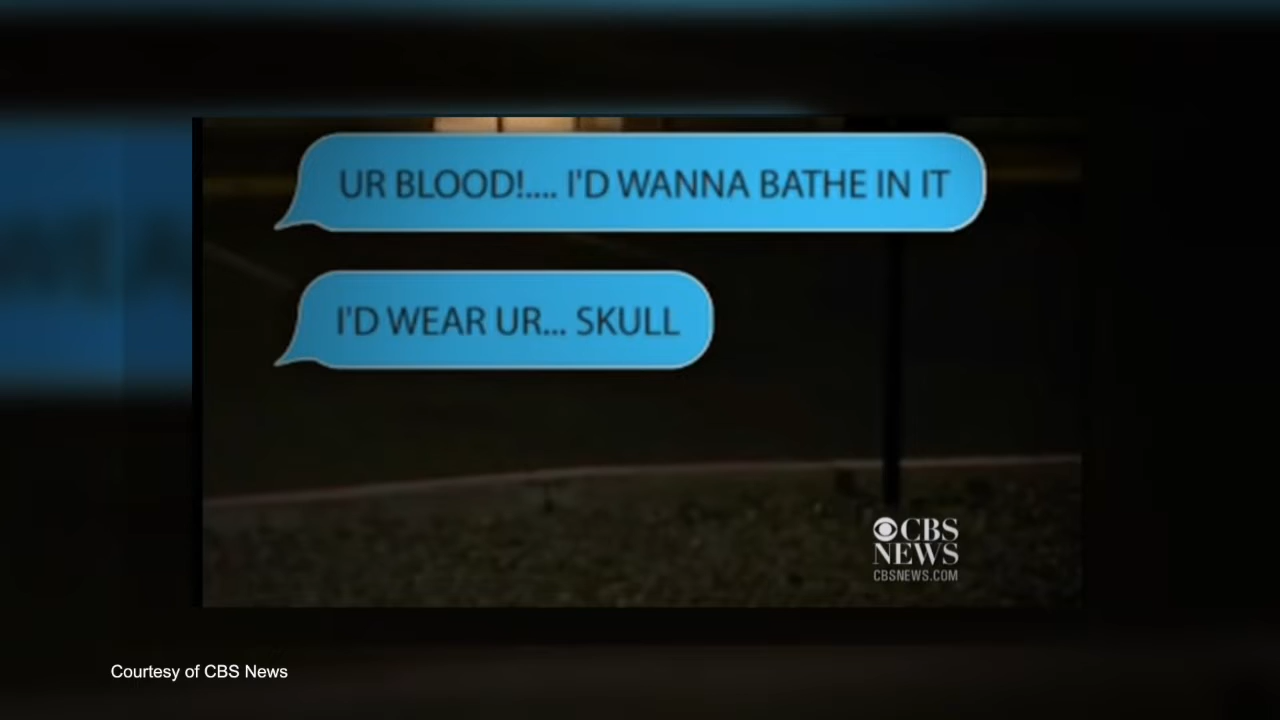 UR BLOOD!.... I'D WANNA BATHE IN IT
I'D WEAR UR... SKULL
CBS
NEWS
CBSNEWS.COM
Courtesy of CBS News